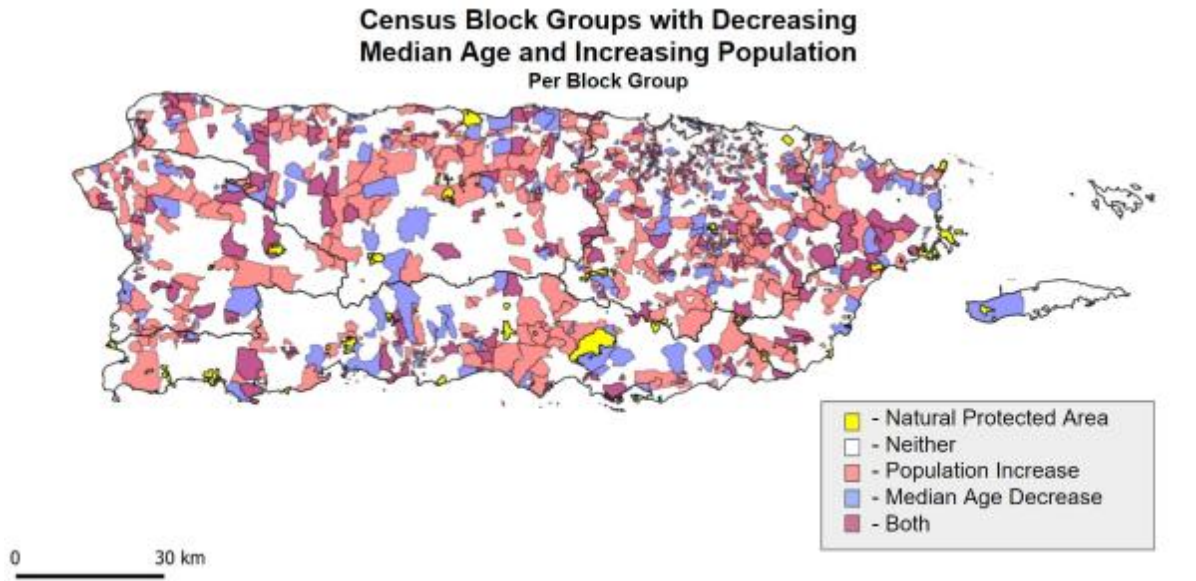 Census Block Groups with Decreasing
Median Age and Increasing Population
Per Block Group
- Natural Protected Area
- Neither
- Population Increase
- Median Age Decrease
- Both
0 30 km